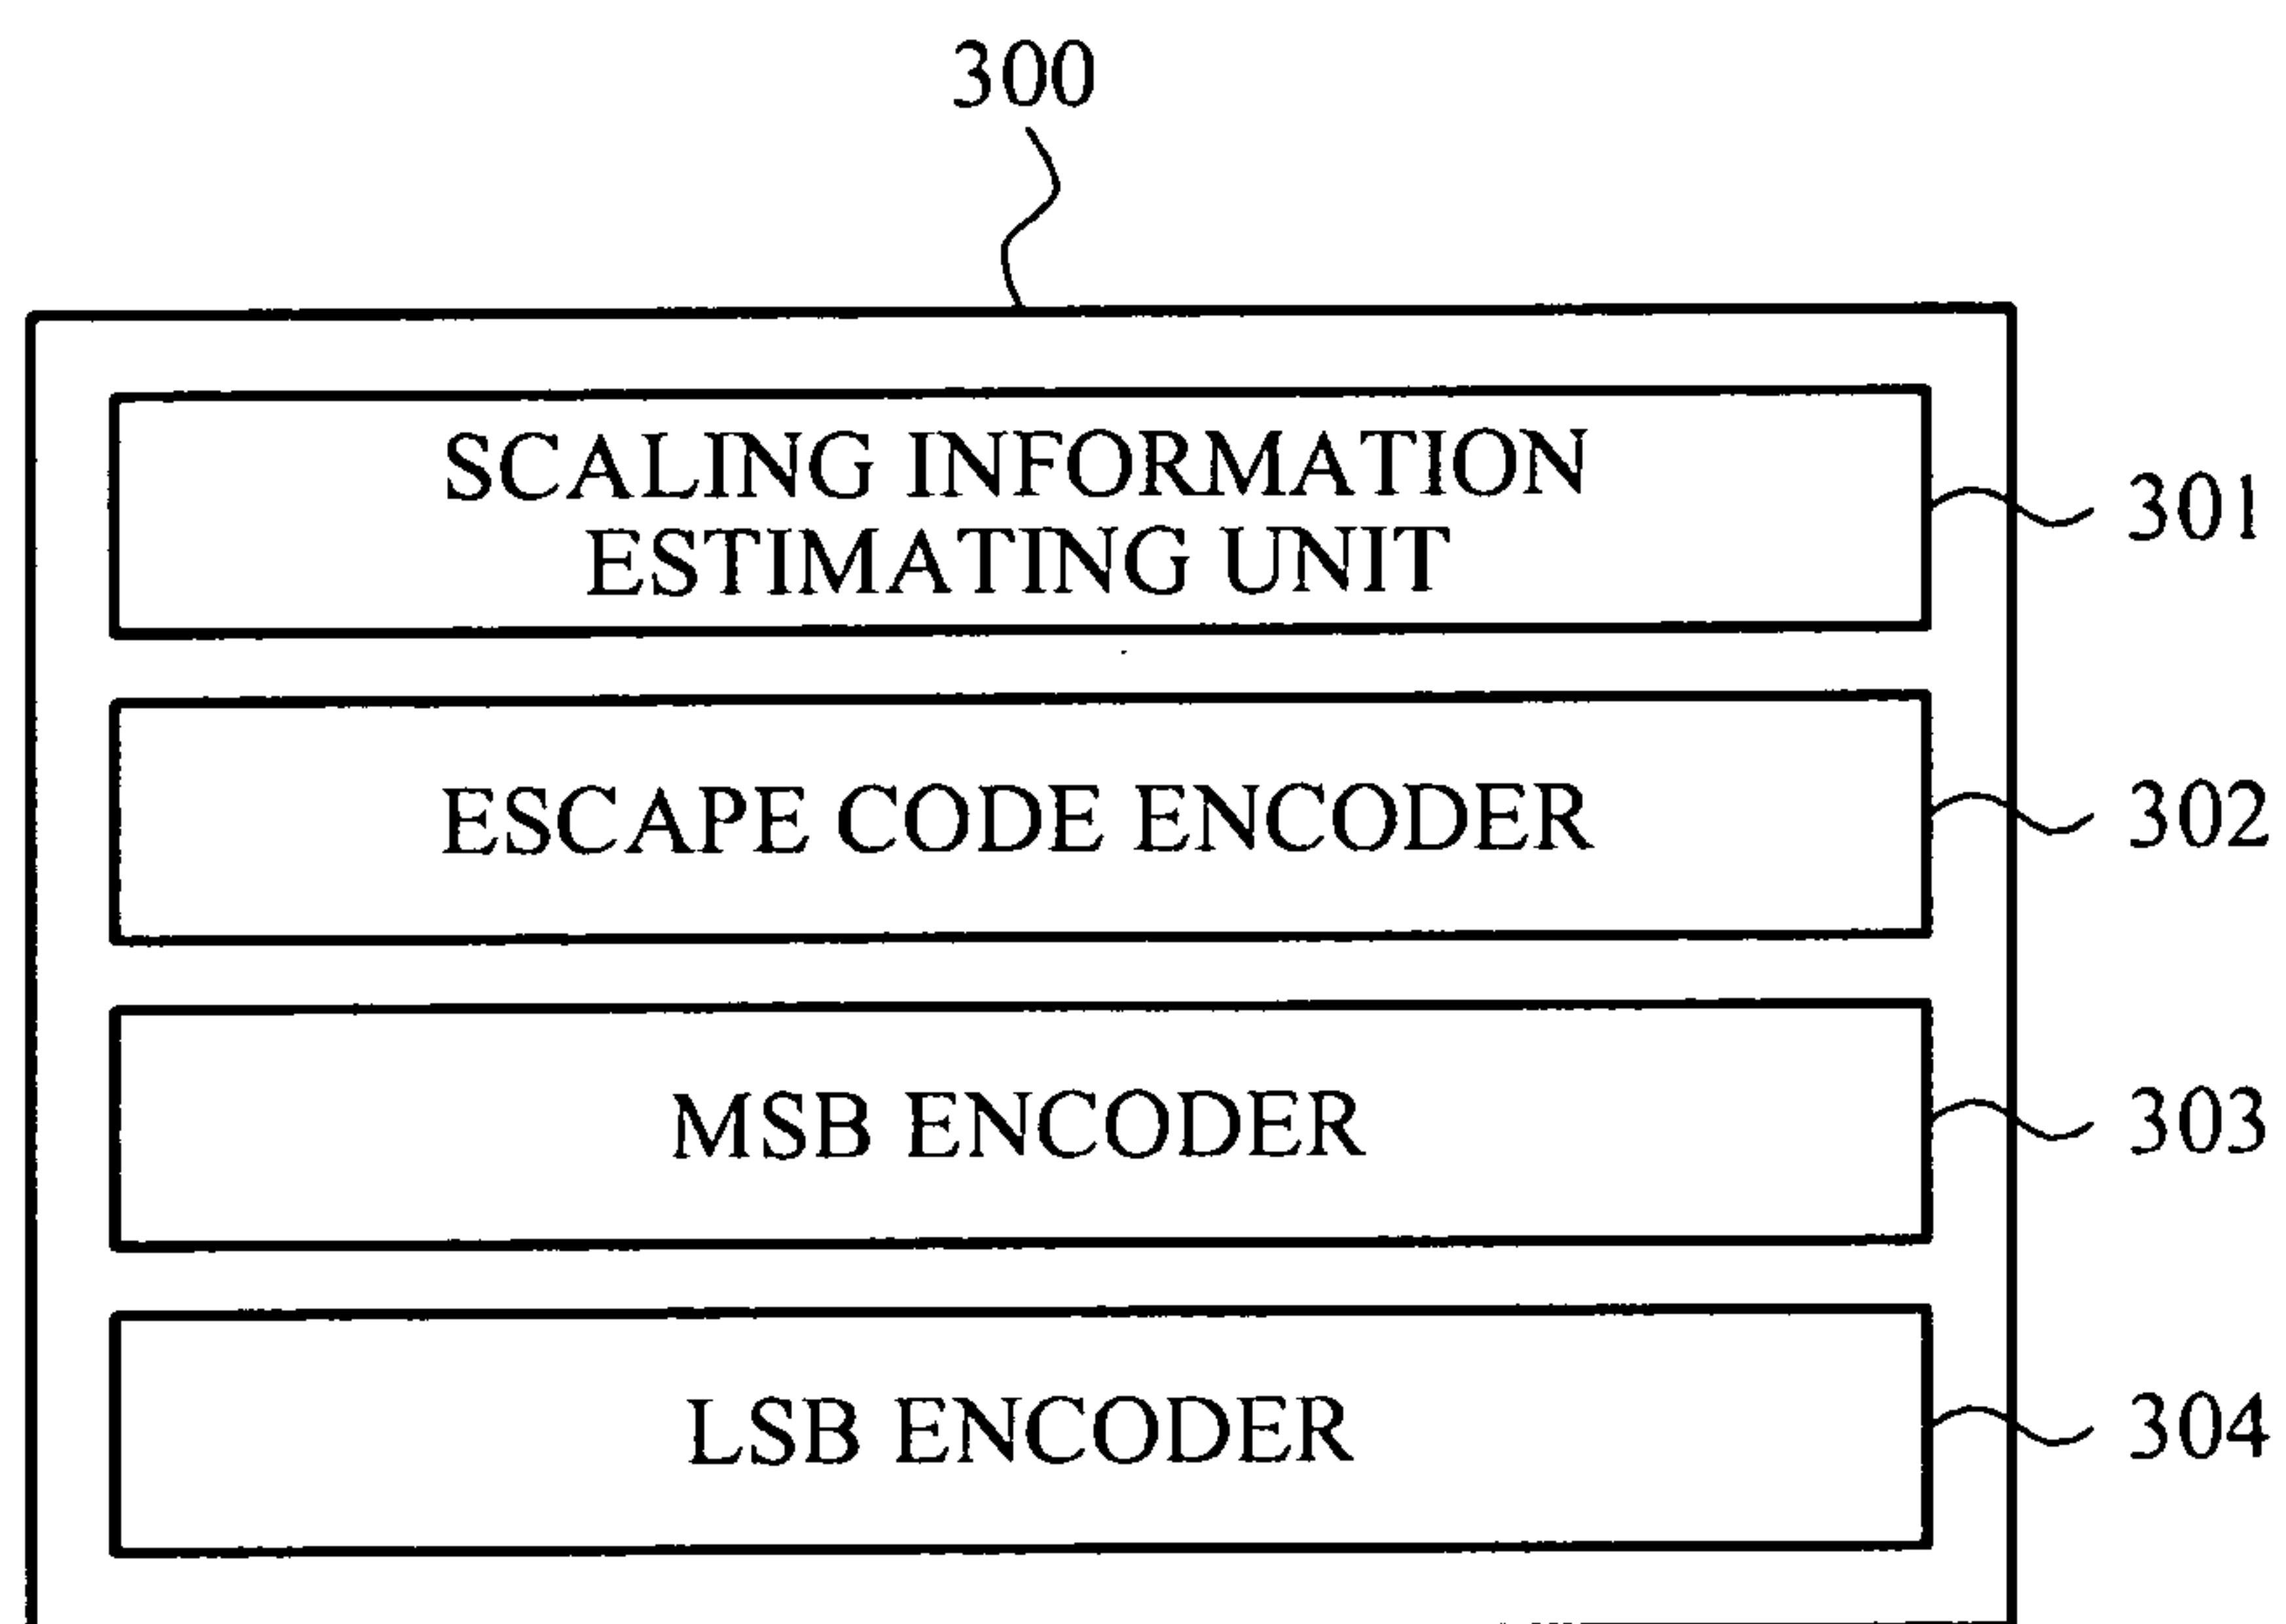 300
SCALING INFORMATION
ESTIMATING UNIT
301
ESCAPE CODE ENCODER
302
MSB ENCODER
303
LSB ENCODER
304